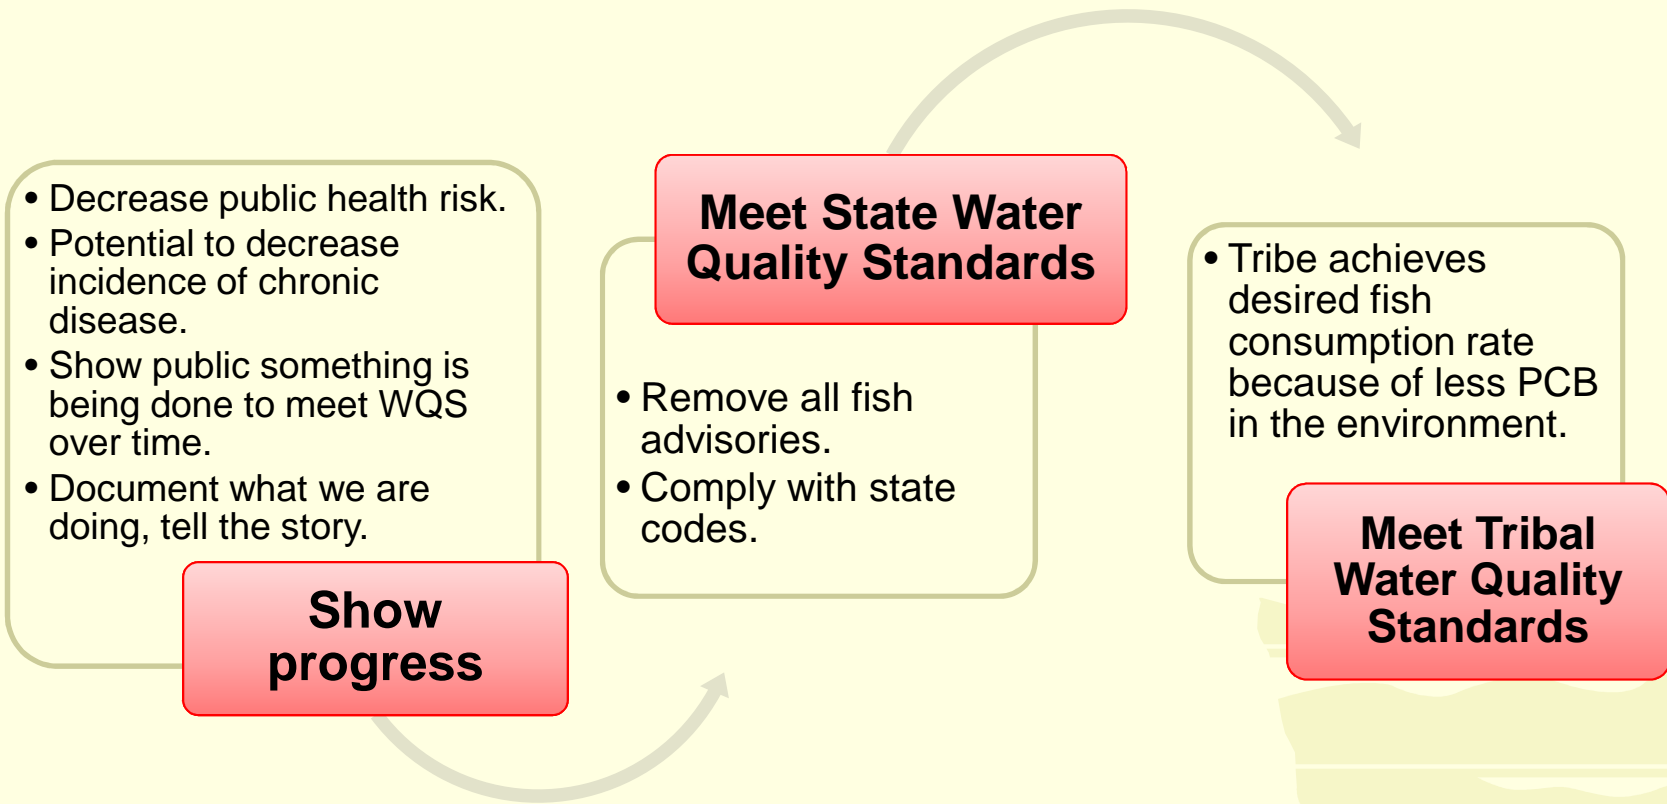 • Decrease public health risk.
• Potential to decrease
incidence of chronic
disease.
• Show public something is
being done to meet WQS
over time.
• Document what we are
doing, tell the story.
Show
progress
Meet State Water
Quality Standards
• Remove all fish
advisories.
• Comply with state
codes.
• Tribe achieves
desired fish
consumption rate
because of less PCB
in the environment.
Meet Tribal
Water Quality
Standards